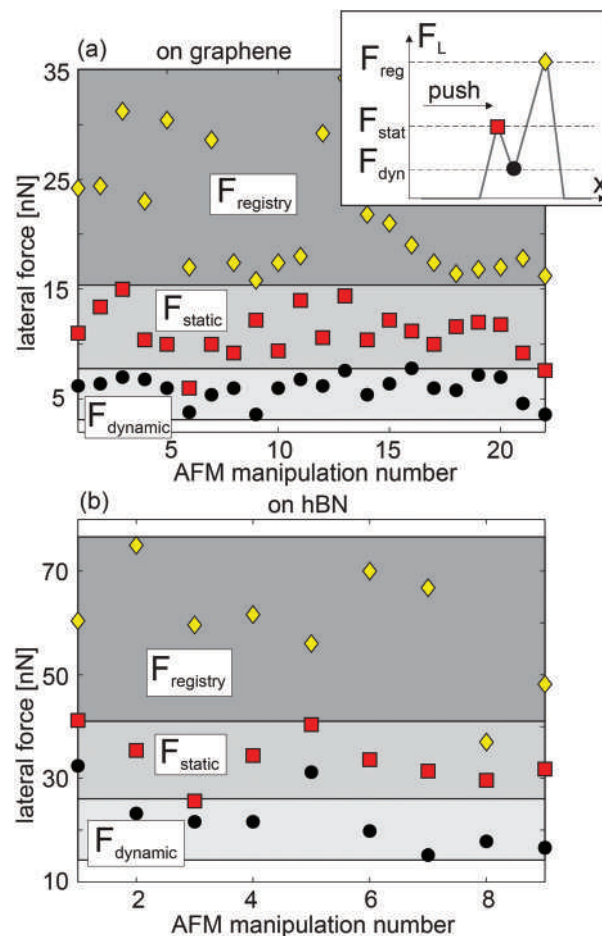 (a) on graphene
F_L
F_reg
push
F_stat
F_dyn
x
35
25
15
5
lateral force [nN]
F_registry
F_static
F_dynamic
5 10 15 20
AFM manipulation number
(b) on hBN
70
50
30
10
lateral force [nN]
F_registry
F_static
F_dynamic
2 4 6 8
AFM manipulation number